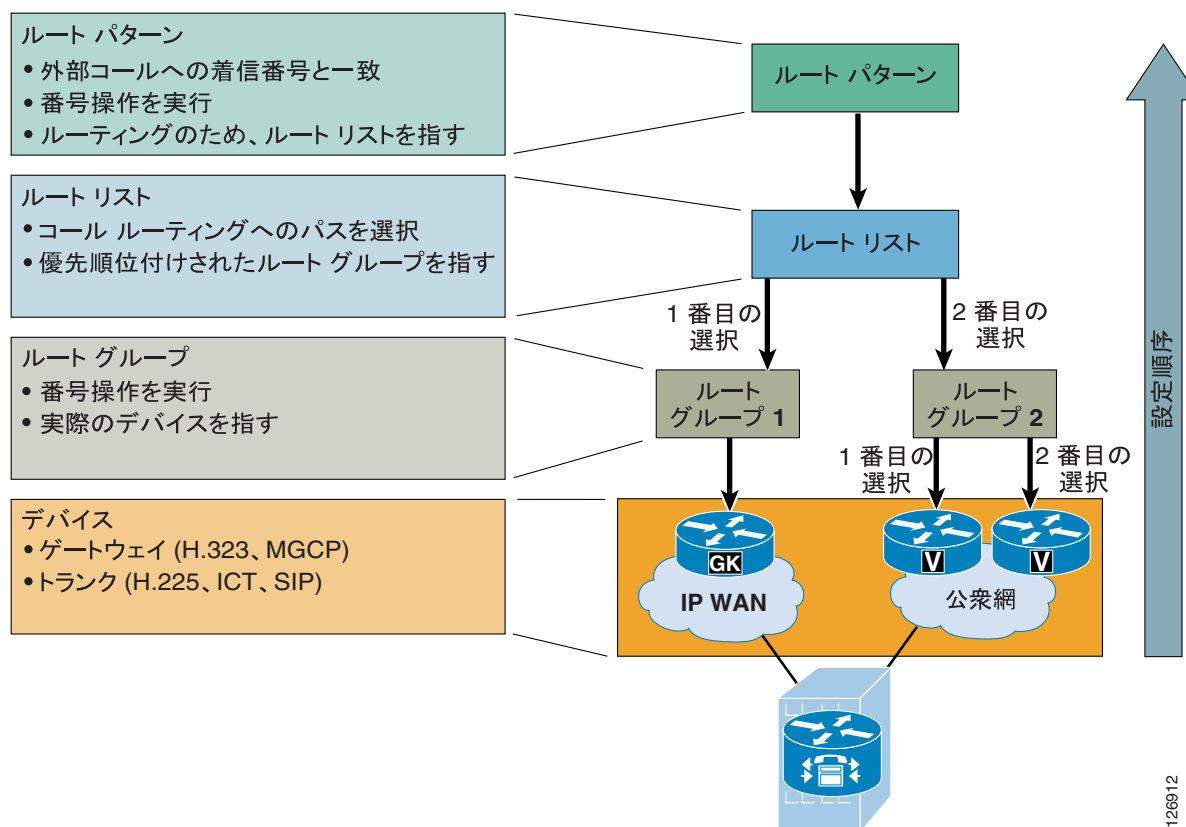 ルート パターン
• 外部コールへの着信番号と一致
• 番号操作を実行
• ルーティングのため、ルート リストを指す
ルート リスト
• コール ルーティングへのパスを選択
• 優先順位付けされたルート グループを指す
ルート グループ
• 番号操作を実行
• 実際のデバイスを指す
デバイス
• ゲートウェイ (H.323、MGCP)
• トランク (H.225、ICT、SIP)
ルート パターン
ルート リスト
1 番目の
選択
2 番目の
選択
ルート
グループ 1
ルート
グループ 2
1 番目の
選択
2 番目の
選択
GK
IP WAN
V
V
公衆網
設定順序
126912